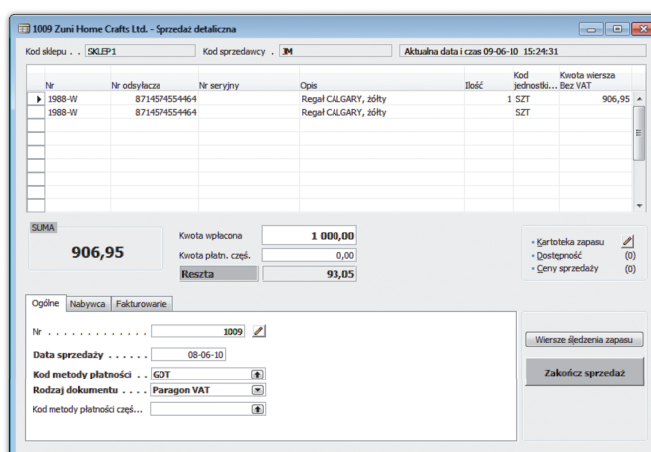 1009 Zuni Home Crafts Ltd. - Sprzedaż detaliczna
Kod sklepu . . SKLEP1 Kod sprzedawcy . JM Aktualna data i czas 09-06-10 15:24:31
Nr Nr odsyłacza Nr seryjny Opis Ilość Kod jednostki... Kwota wiersza Bez VAT
1988-W 8714574554464 Regał CALGARY, żółty 1 SZT 906,95
1988-W 8714574554464 Regał CALGARY, żółty SZT
SUMA
906,95
Kwota wpłacona 1 000,00
Kwota płatn. częś. 0,00
Reszta 93,05
Kartoteka zapasu
Dostępność (0)
Ceny sprzedaży (0)
Ogólne Nabywca Fakturowanie
Nr . . . . . . . . . . . . . 1009
Data sprzedaży . . . . . . 08-06-10
Kod metody płatności . . GOT
Rodzaj dokumentu . . . . Paragon VAT
Kod metody płatności częś...
Wiersze śledzenia zapasu
Zakończ sprzedaż